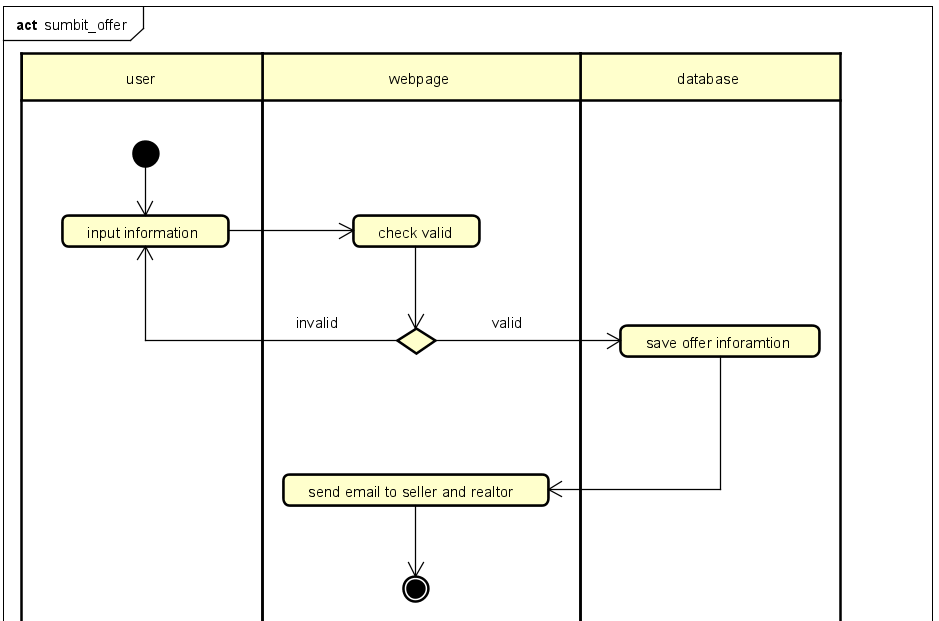 act sumbit_offer
user
webpage
database
input information
check valid
invalid
valid
save offer inforamtion
send email to seller and realtor